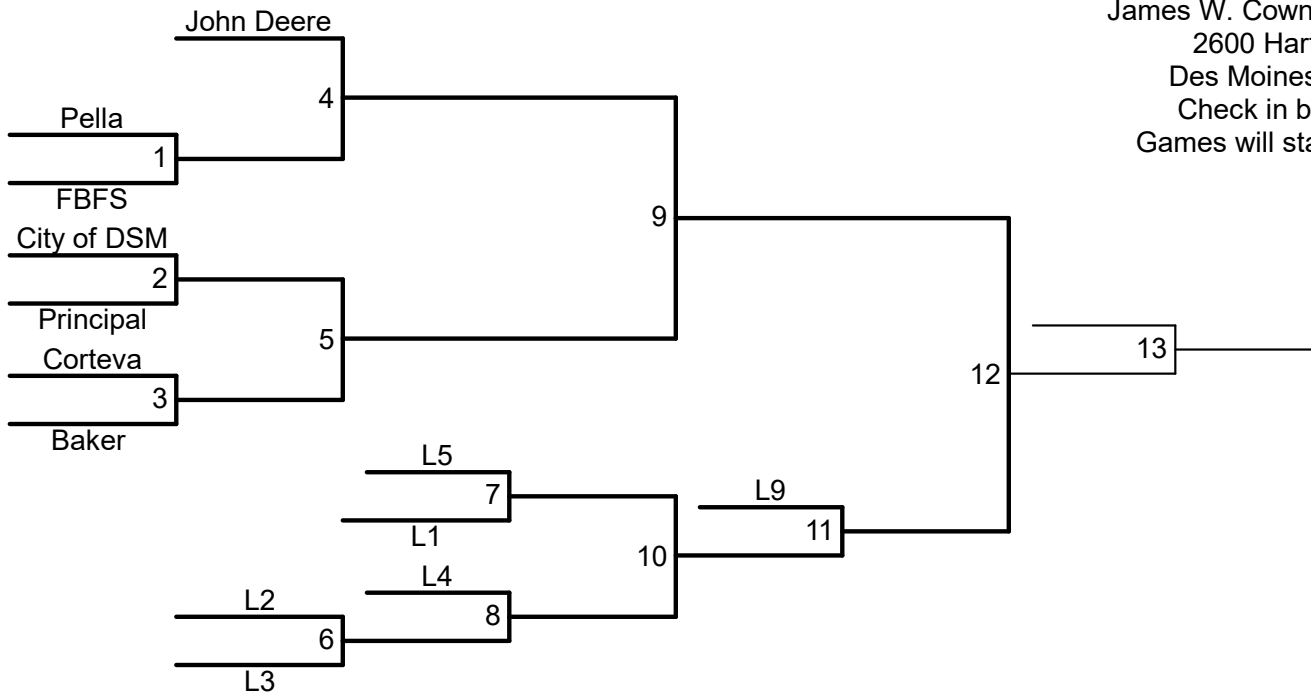 John Deere
4
Pella
1
FBFS
City of DSM
2
Principal
5
Corteva
3
Baker
9
L5
7
L1
10
L4
8
L2
6
L3
L9
11
12
13
James W. Cown
2600 Har
Des Moines
Check in b
Games will sta